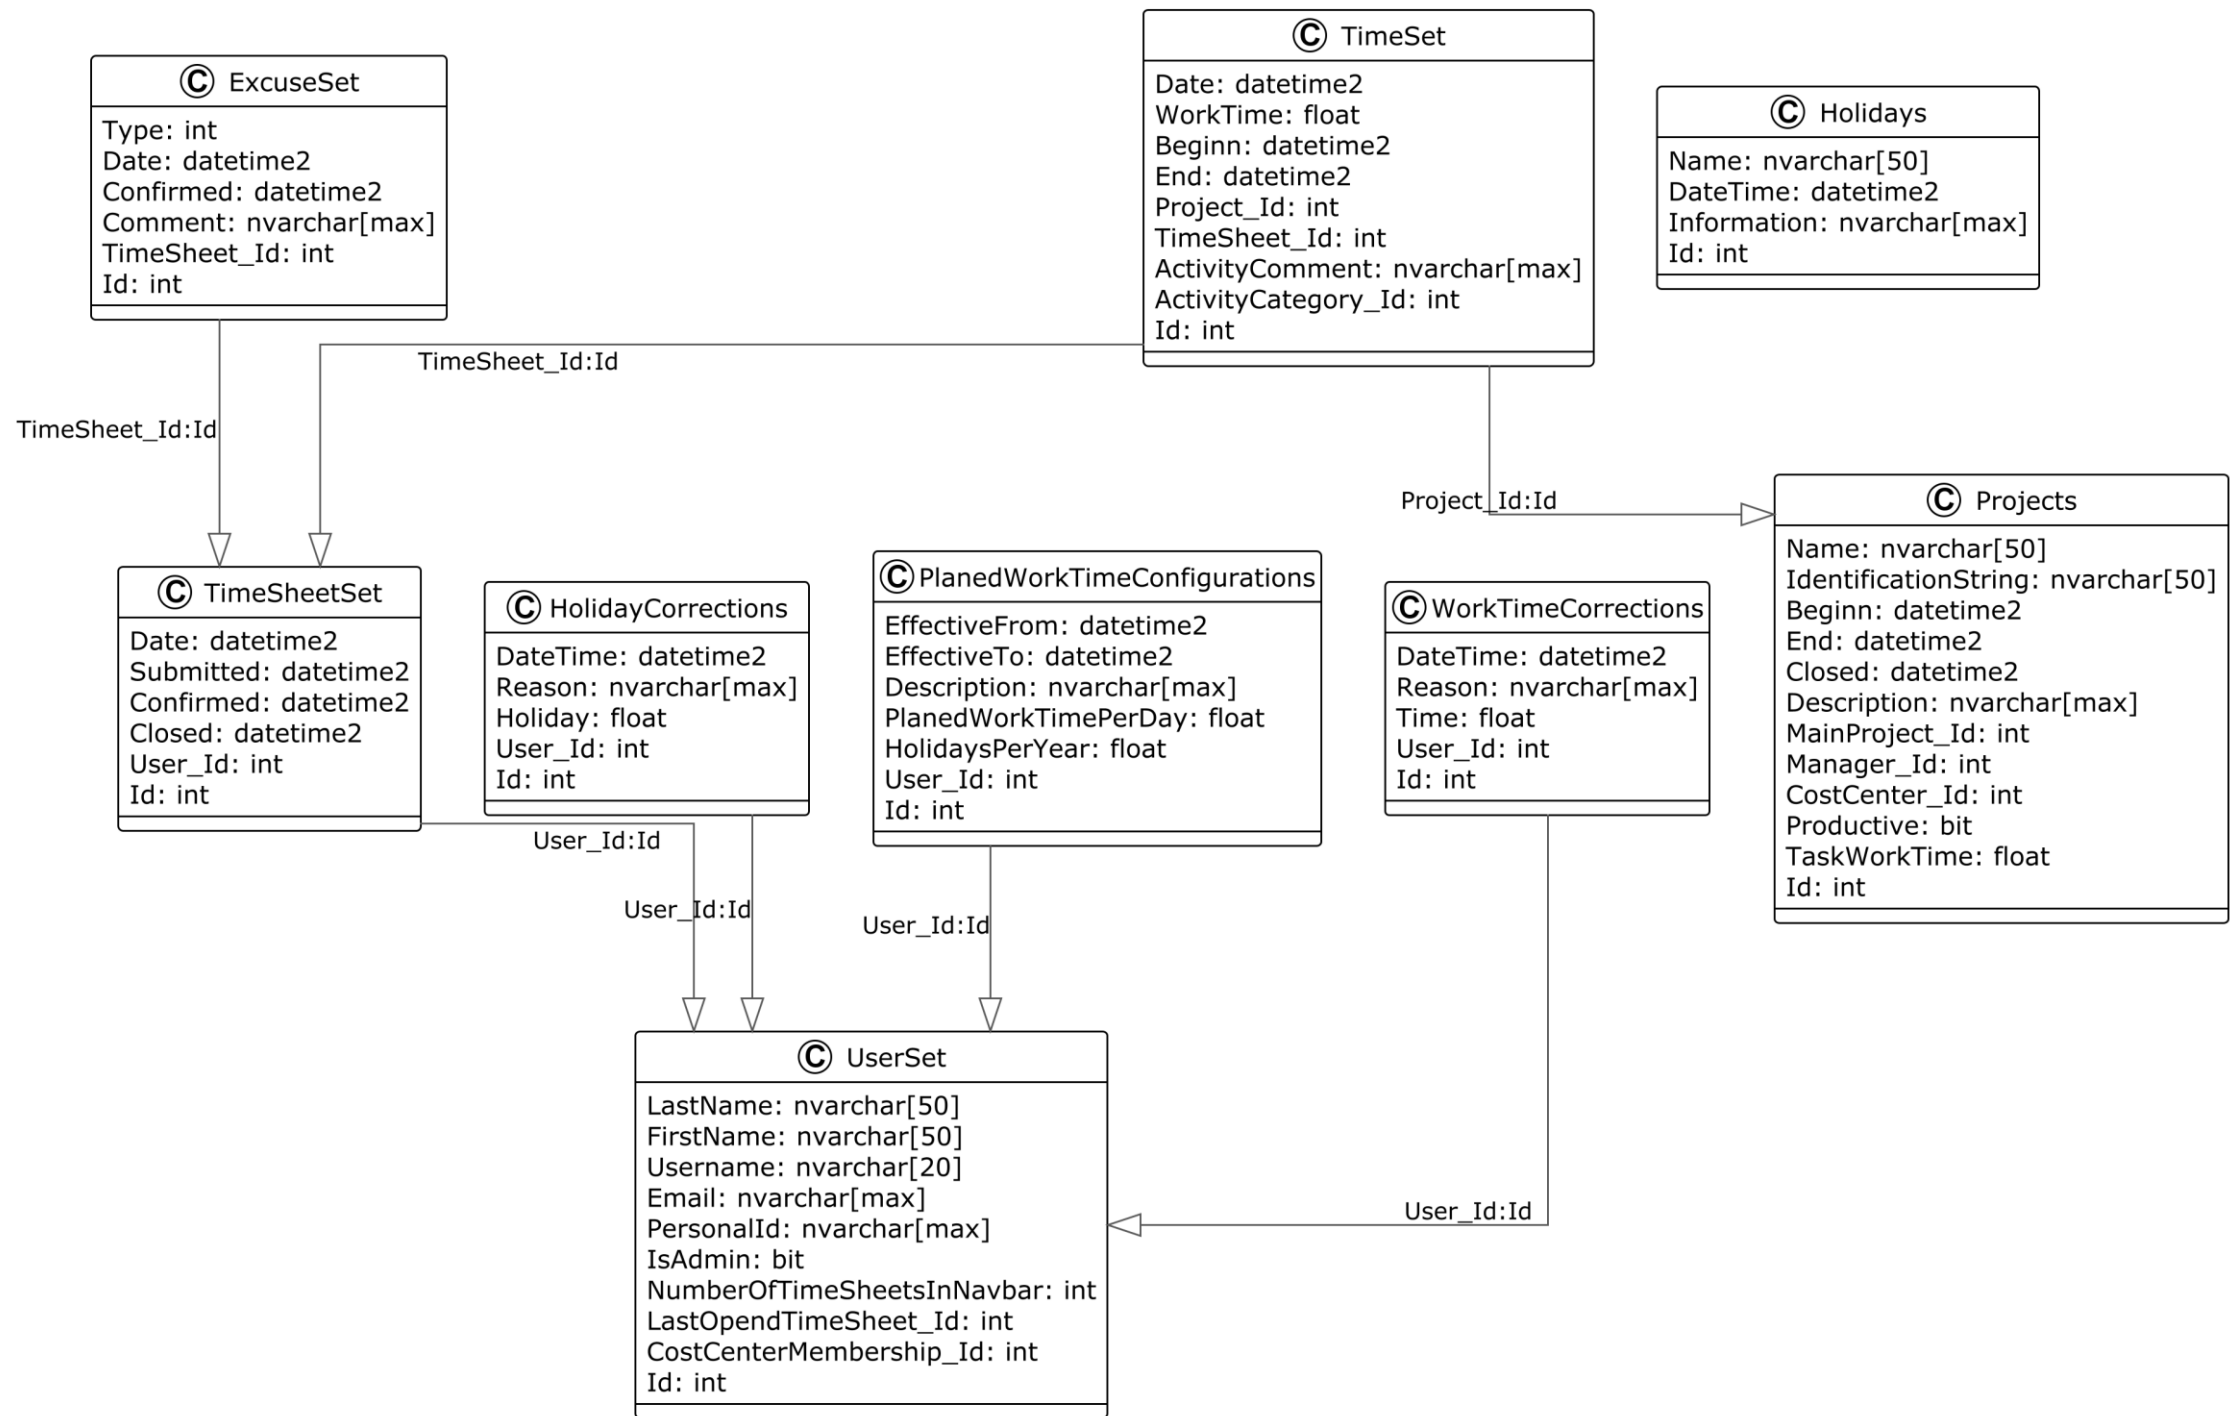 C ExcuseSet
Type: int
Date: datetime2
Confirmed: datetime2
Comment: nvarchar[max]
TimeSheet_Id: int
Id: int
C TimeSet
Date: datetime2
WorkTime: float
Beginn: datetime2
End: datetime2
Project_Id: int
TimeSheet_Id: int
ActivityComment: nvarchar[max]
ActivityCategory_Id: int
Id: int
C Holidays
Name: nvarchar[50]
DateTime: datetime2
Information: nvarchar[max]
Id: int
TimeSheet_Id:Id
TimeSheet_Id:Id
Project_Id:Id
C TimeSheetSet
Date: datetime2
Submitted: datetime2
Confirmed: datetime2
Closed: datetime2
User_Id: int
Id: int
C HolidayCorrections
DateTime: datetime2
Reason: nvarchar[max]
Holiday: float
User_Id: int
Id: int
C PlanedWorkTimeConfigurations
EffectiveFrom: datetime2
EffectiveTo: datetime2
Description: nvarchar[max]
PlanedWorkTimePerDay: float
HolidaysPerYear: float
User_Id: int
Id: int
C WorkTimeCorrections
DateTime: datetime2
Reason: nvarchar[max]
Time: float
User_Id: int
Id: int
C Projects
Name: nvarchar[50]
IdentificationString: nvarchar[50]
Beginn: datetime2
End: datetime2
Closed: datetime2
Description: nvarchar[max]
MainProject_Id: int
Manager_Id: int
CostCenter_Id: int
Productive: bit
TaskWorkTime: float
Id: int
User_Id:Id
User_Id:Id
User_Id:Id
User_Id:Id
C UserSet
LastName: nvarchar[50]
FirstName: nvarchar[50]
Username: nvarchar[20]
Email: nvarchar[max]
PersonalId: nvarchar[max]
IsAdmin: bit
NumberOfTimeSheetsInNavbar: int
LastOpendTimeSheet_Id: int
CostCenterMembership_Id: int
Id: int